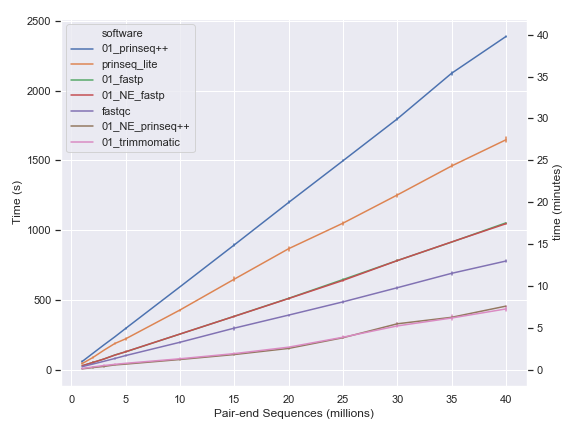 2500
2000
1500
1000
500
0
Time (s)
software
01_prinseq++
prinseq_lite
01_fastp
01_NE_fastp
fastqc
01_NE_prinseq++
01_trimmomatic
40
35
30
25
20
15
10
5
0
time (minutes)
0 5 10 15 20 25 30 35 40
Pair-end Sequences (millions)